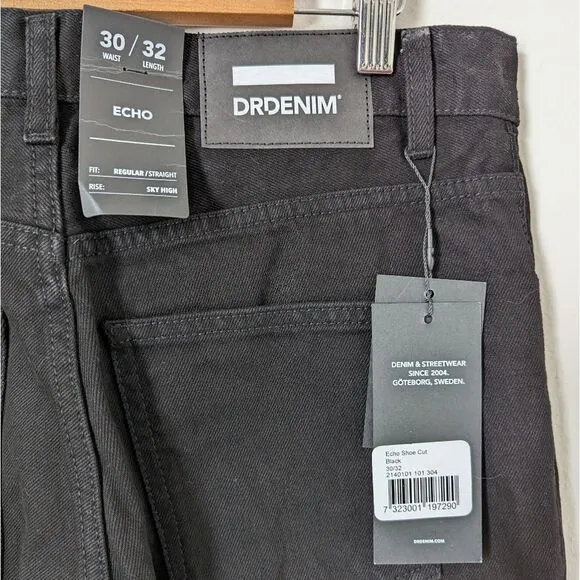 30 / 32
WAIST LENGTH
ECHO
FIT: REGULAR/STRAIGHT
RISE: SKY HIGH
DRDENIM®
DENIM & STREETWEAR
SINCE 2004.
GÖTEBORG, SWEDEN.
Echo Shoe Cut
Black
30/32
2140101 101 304
7 323001 197290
DRDENIM.COM